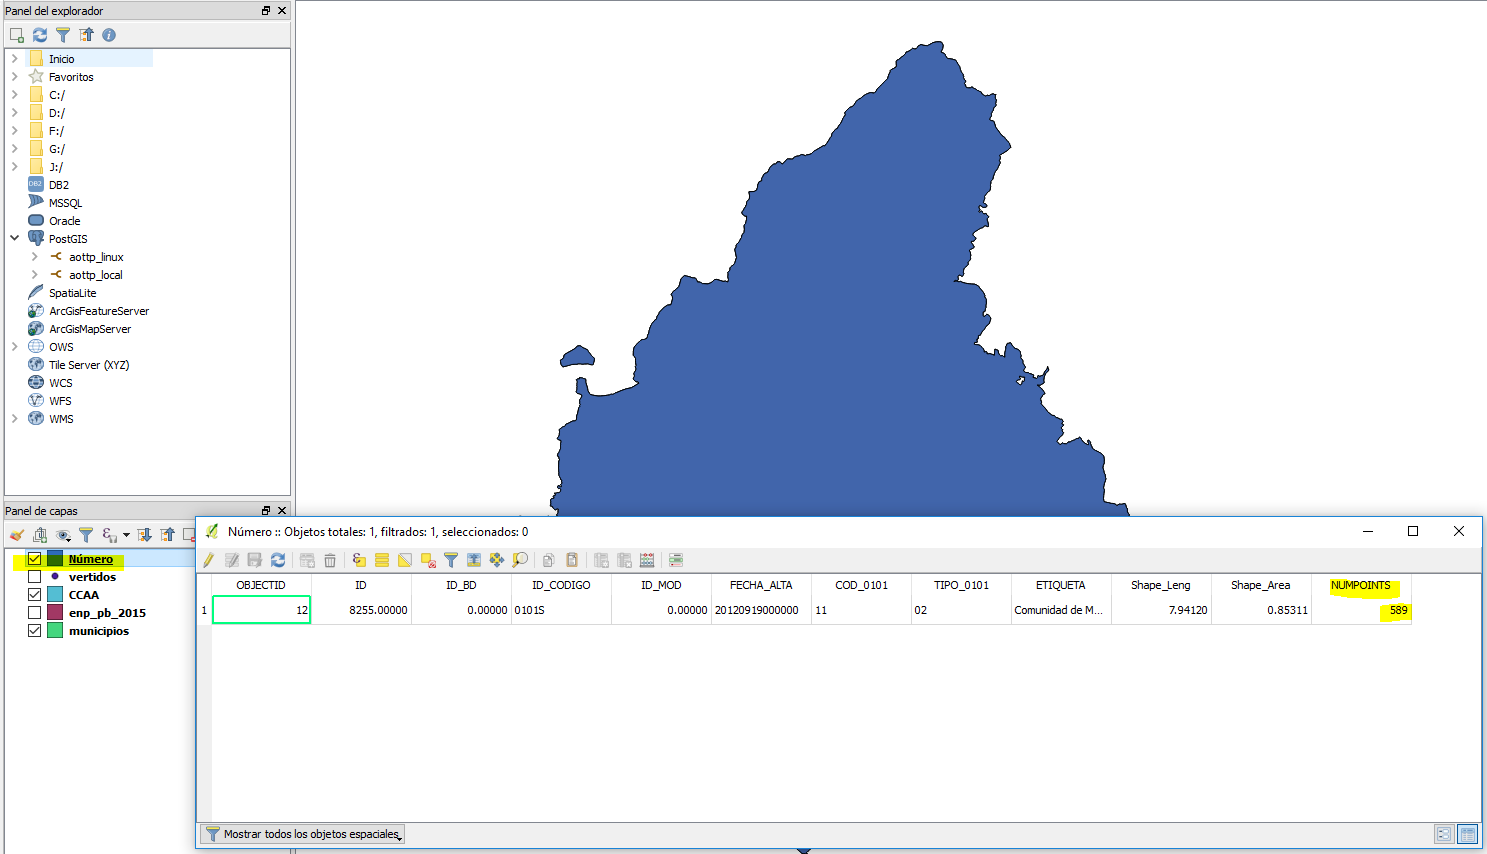 Panel del explorador
Inicio
Favoritos
C:/
D:/
F:/
G:/
J:/
DB2
DB2
MSSQL
Oracle
PostGIS
aottp_linux
aottp_local
SpatiaLite
ArcGisFeatureServer
ArcGisMapServer
OWS
Tile Server (XYZ)
WCS
WFS
WMS
Panel de capas
Número
vertidos
CCAA
enp_pb_2015
municipios
Número :: Objetos totales: 1, filtrados: 1, seleccionados: 0
OBJECTID ID ID_BD ID_CODIGO ID_MOD FECHA_ALTA COD_0101 TIPO_0101 ETIQUETA Shape_Leng Shape_Area NUMPOINTS
1 12 8255.00000 0.00000 0101S 0.00000 20120919000000 11 02 Comunidad de M... 7.94120 0.85311 589
Mostrar todos los objetos espaciales